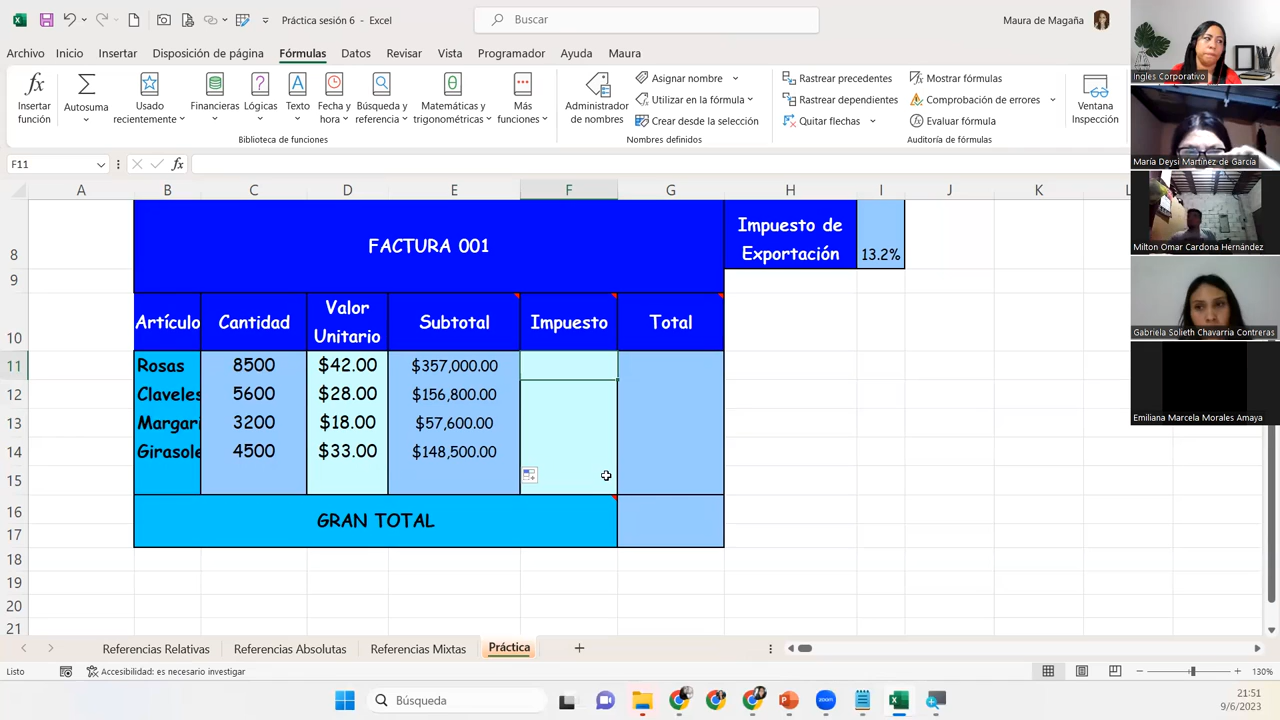 Práctica sesión 6 - Excel
Buscar
Maura de Magaña
Archivo Inicio Insertar Disposición de página Fórmulas Datos Revisar Vista Programador Ayuda Maura
Insertar función
Autosuma
Usado recientemente
Financieras
Lógicas
Texto
Fecha y hora
Búsqueda y referencia
Matemáticas y trigonométricas
Más funciones
Biblioteca de funciones
Administrador de nombres
Asignar nombre
Utilizar en la fórmula
Crear desde la selección
Nombres definidos
Rastrear precedentes
Rastrear dependientes
Quitar flechas
Mostrar fórmulas
Comprobación de errores
Evaluar fórmula
Auditoría de fórmulas
Ventana Inspección
F11
fx
A B C D E F G H I J K L
8 FACTURA 001 Impuesto de Exportación 13.2%
9
10 Artículo Cantidad Valor Unitario Subtotal Impuesto Total
11 Rosas 8500 $42.00 $357,000.00
12 Claveles 5600 $28.00 $156,800.00
13 Margari 3200 $18.00 $57,600.00
14 Girasole 4500 $33.00 $148,500.00
15
16 GRAN TOTAL
17
18
19
20
21
Referencias Relativas Referencias Absolutas Referencias Mixtas Práctica
Listo Accesibilidad: es necesario investigar 130%
Búsqueda
21:51
9/6/2023
Ingles Corporativo
María Deysi Martínez de García
Milton Omar Cardona Hernández
Gabriela Solieth Chavarria Contreras
Emiliana Marcela Morales Amaya